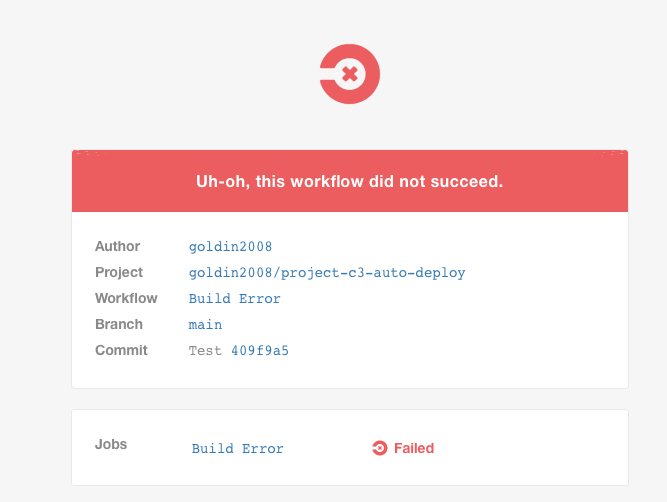 Uh-oh, this workflow did not succeed.
Author goldin2008
Project goldin2008/project-c3-auto-deploy
Workflow Build Error
Branch main
Commit Test 409f9a5
Jobs Build Error Failed